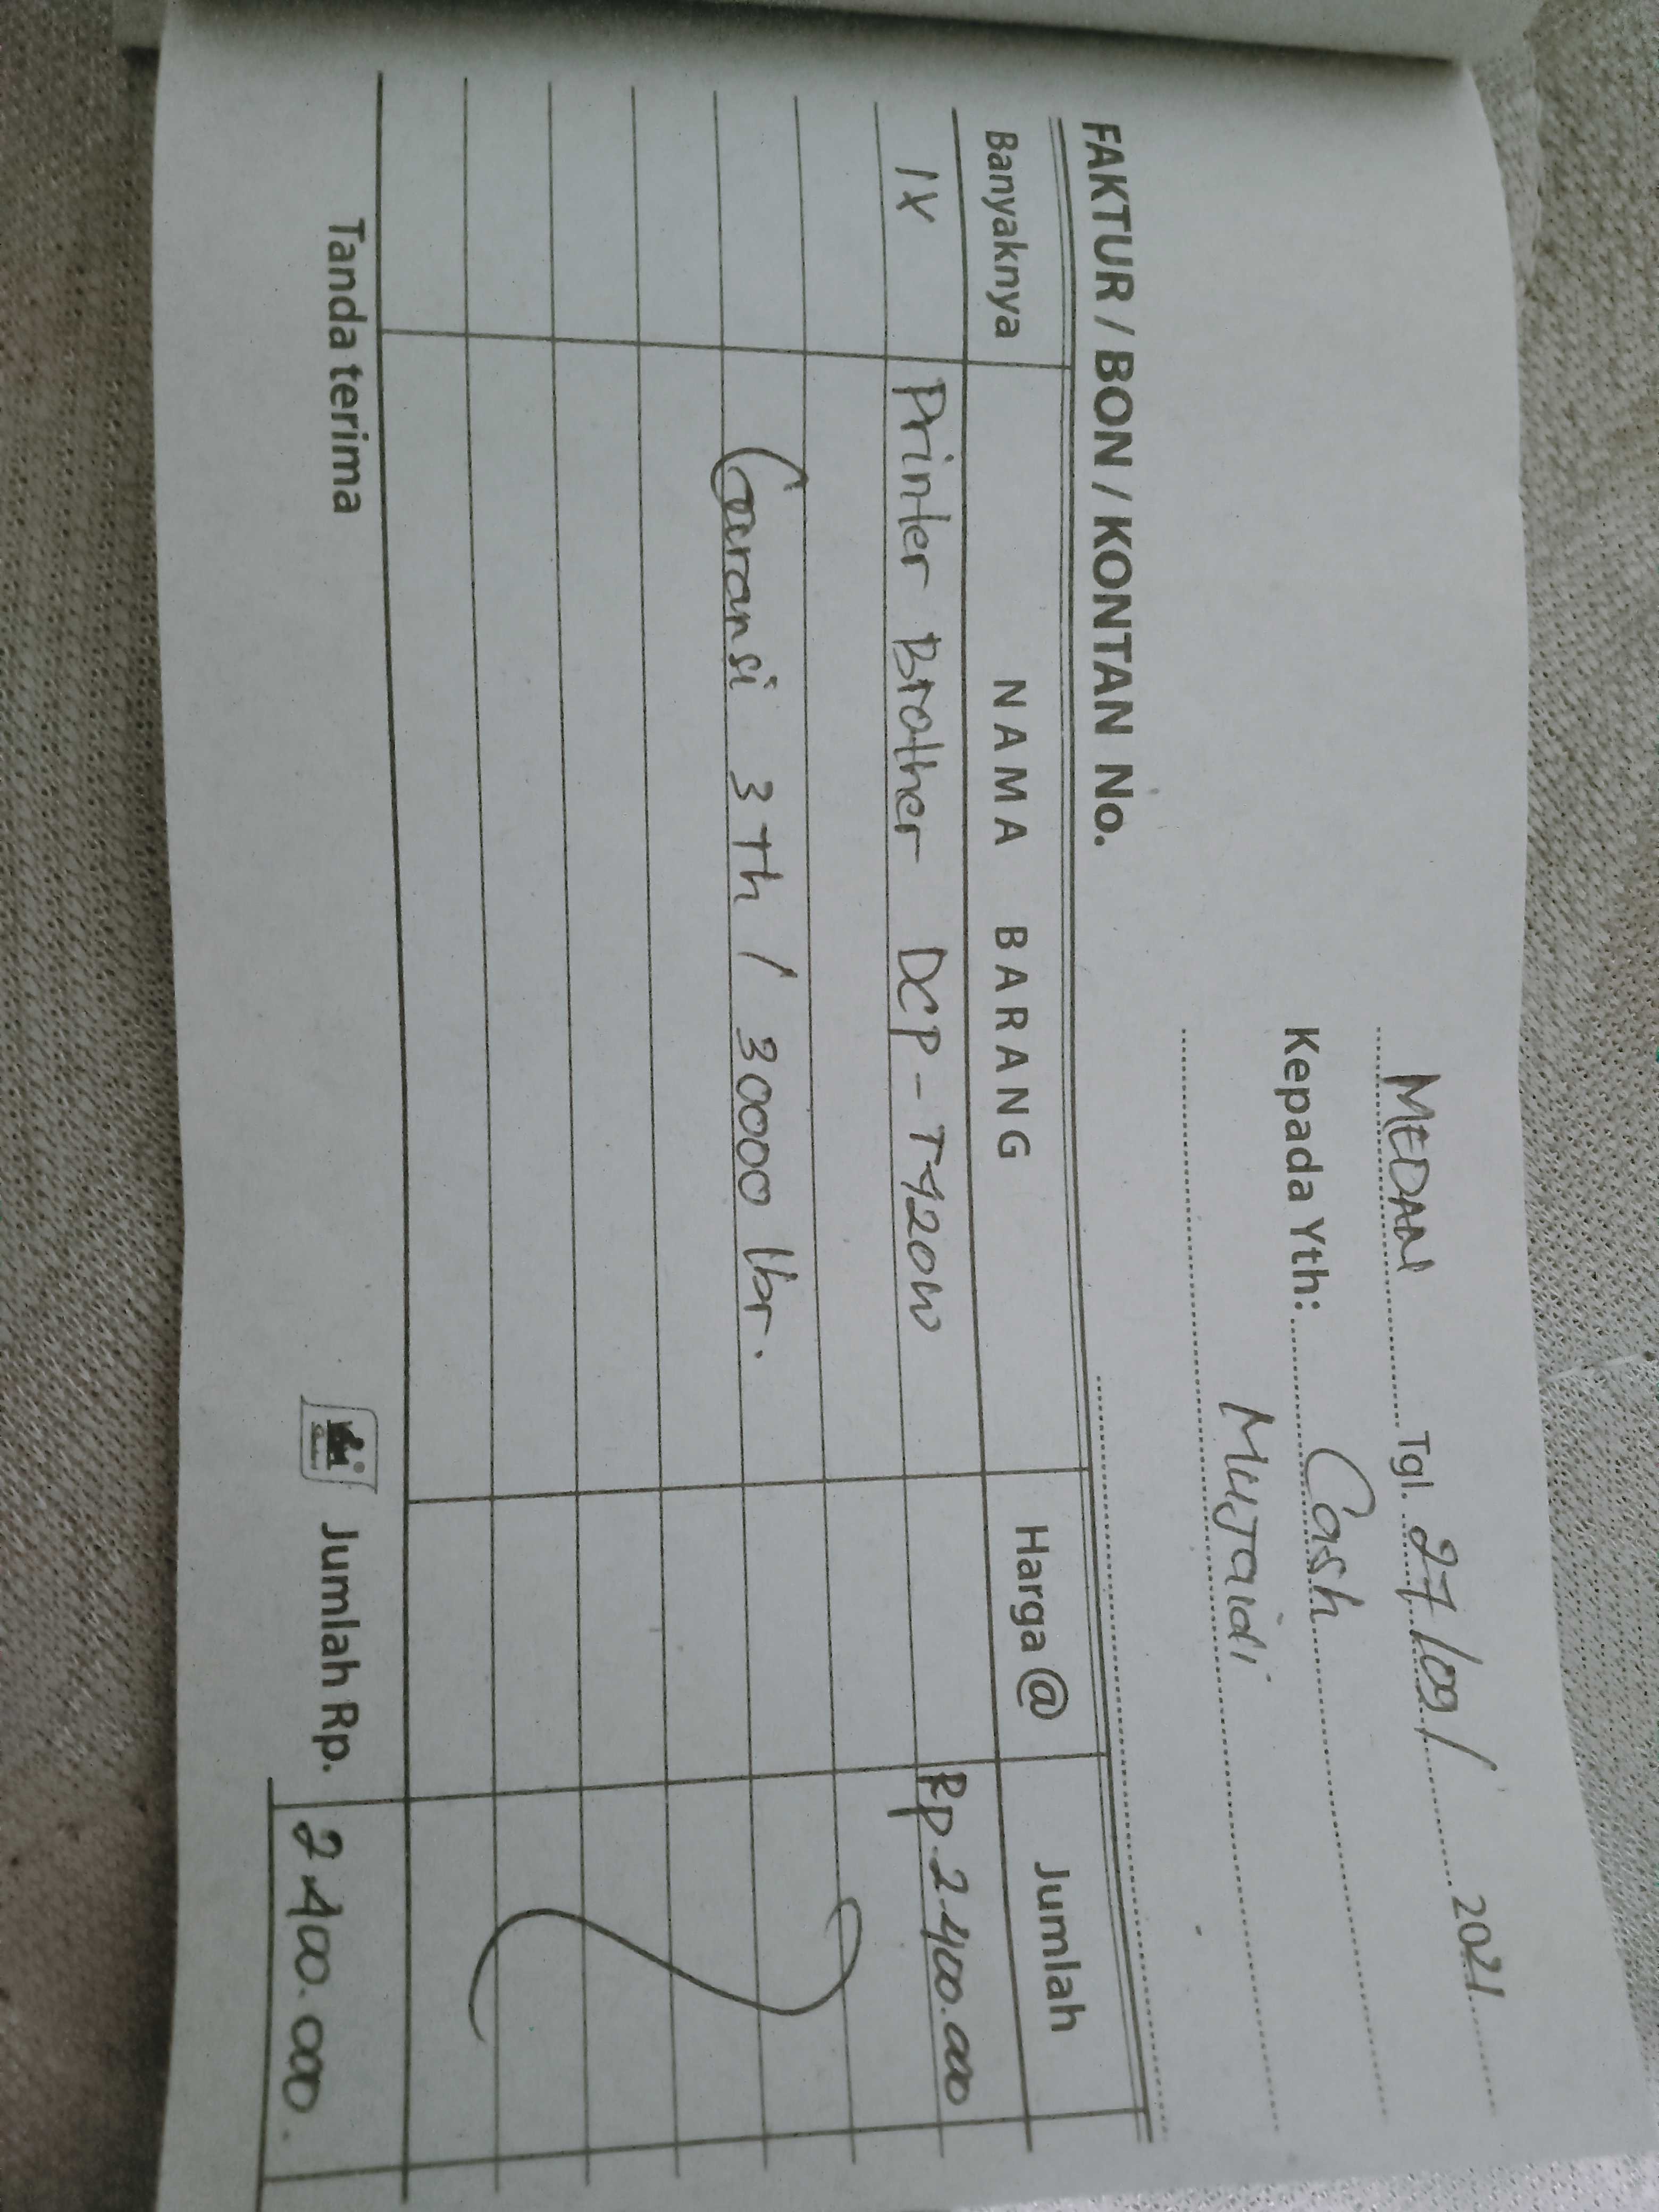 MEDAN Tgl. 27/09/ 2021
Kepada Yth: Cash
Mujaidi
FAKTUR / BON / KONTAN No.
Banyaknya NAMA BARANG Harga @ Jumlah
1X Printer Brother DCP-T420W Rp. 2.400.000
Garansi 3 Th / 30000 lbr.
Tanda terima Jumlah Rp. 2.400.000.